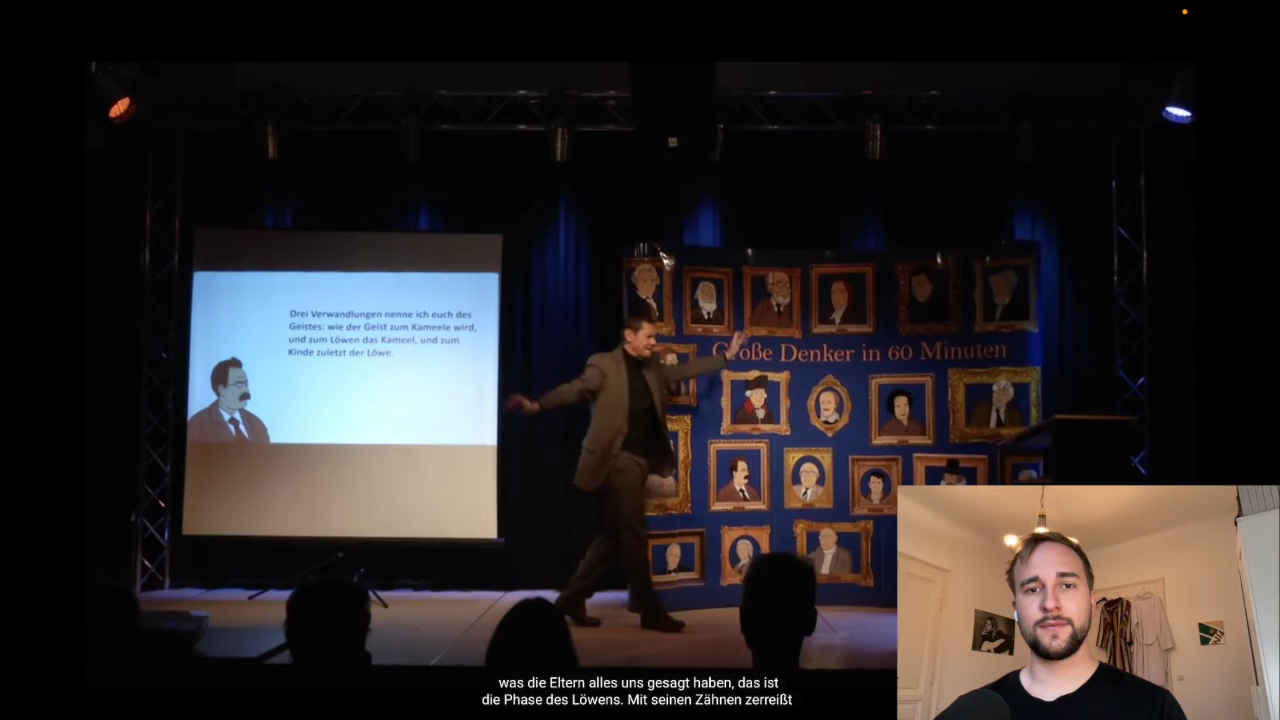 Drei Verwandlungen nenne ich euch des
Geistes: wie der Geist zum Kameele wird,
und zum Löwen das Kameel, und zum
Kinde zuletzt der Löwe.
Große Denker in 60 Minuten
was die Eltern alles uns gesagt haben, das ist
die Phase des Löwens. Mit seinen Zähnen zerreißt